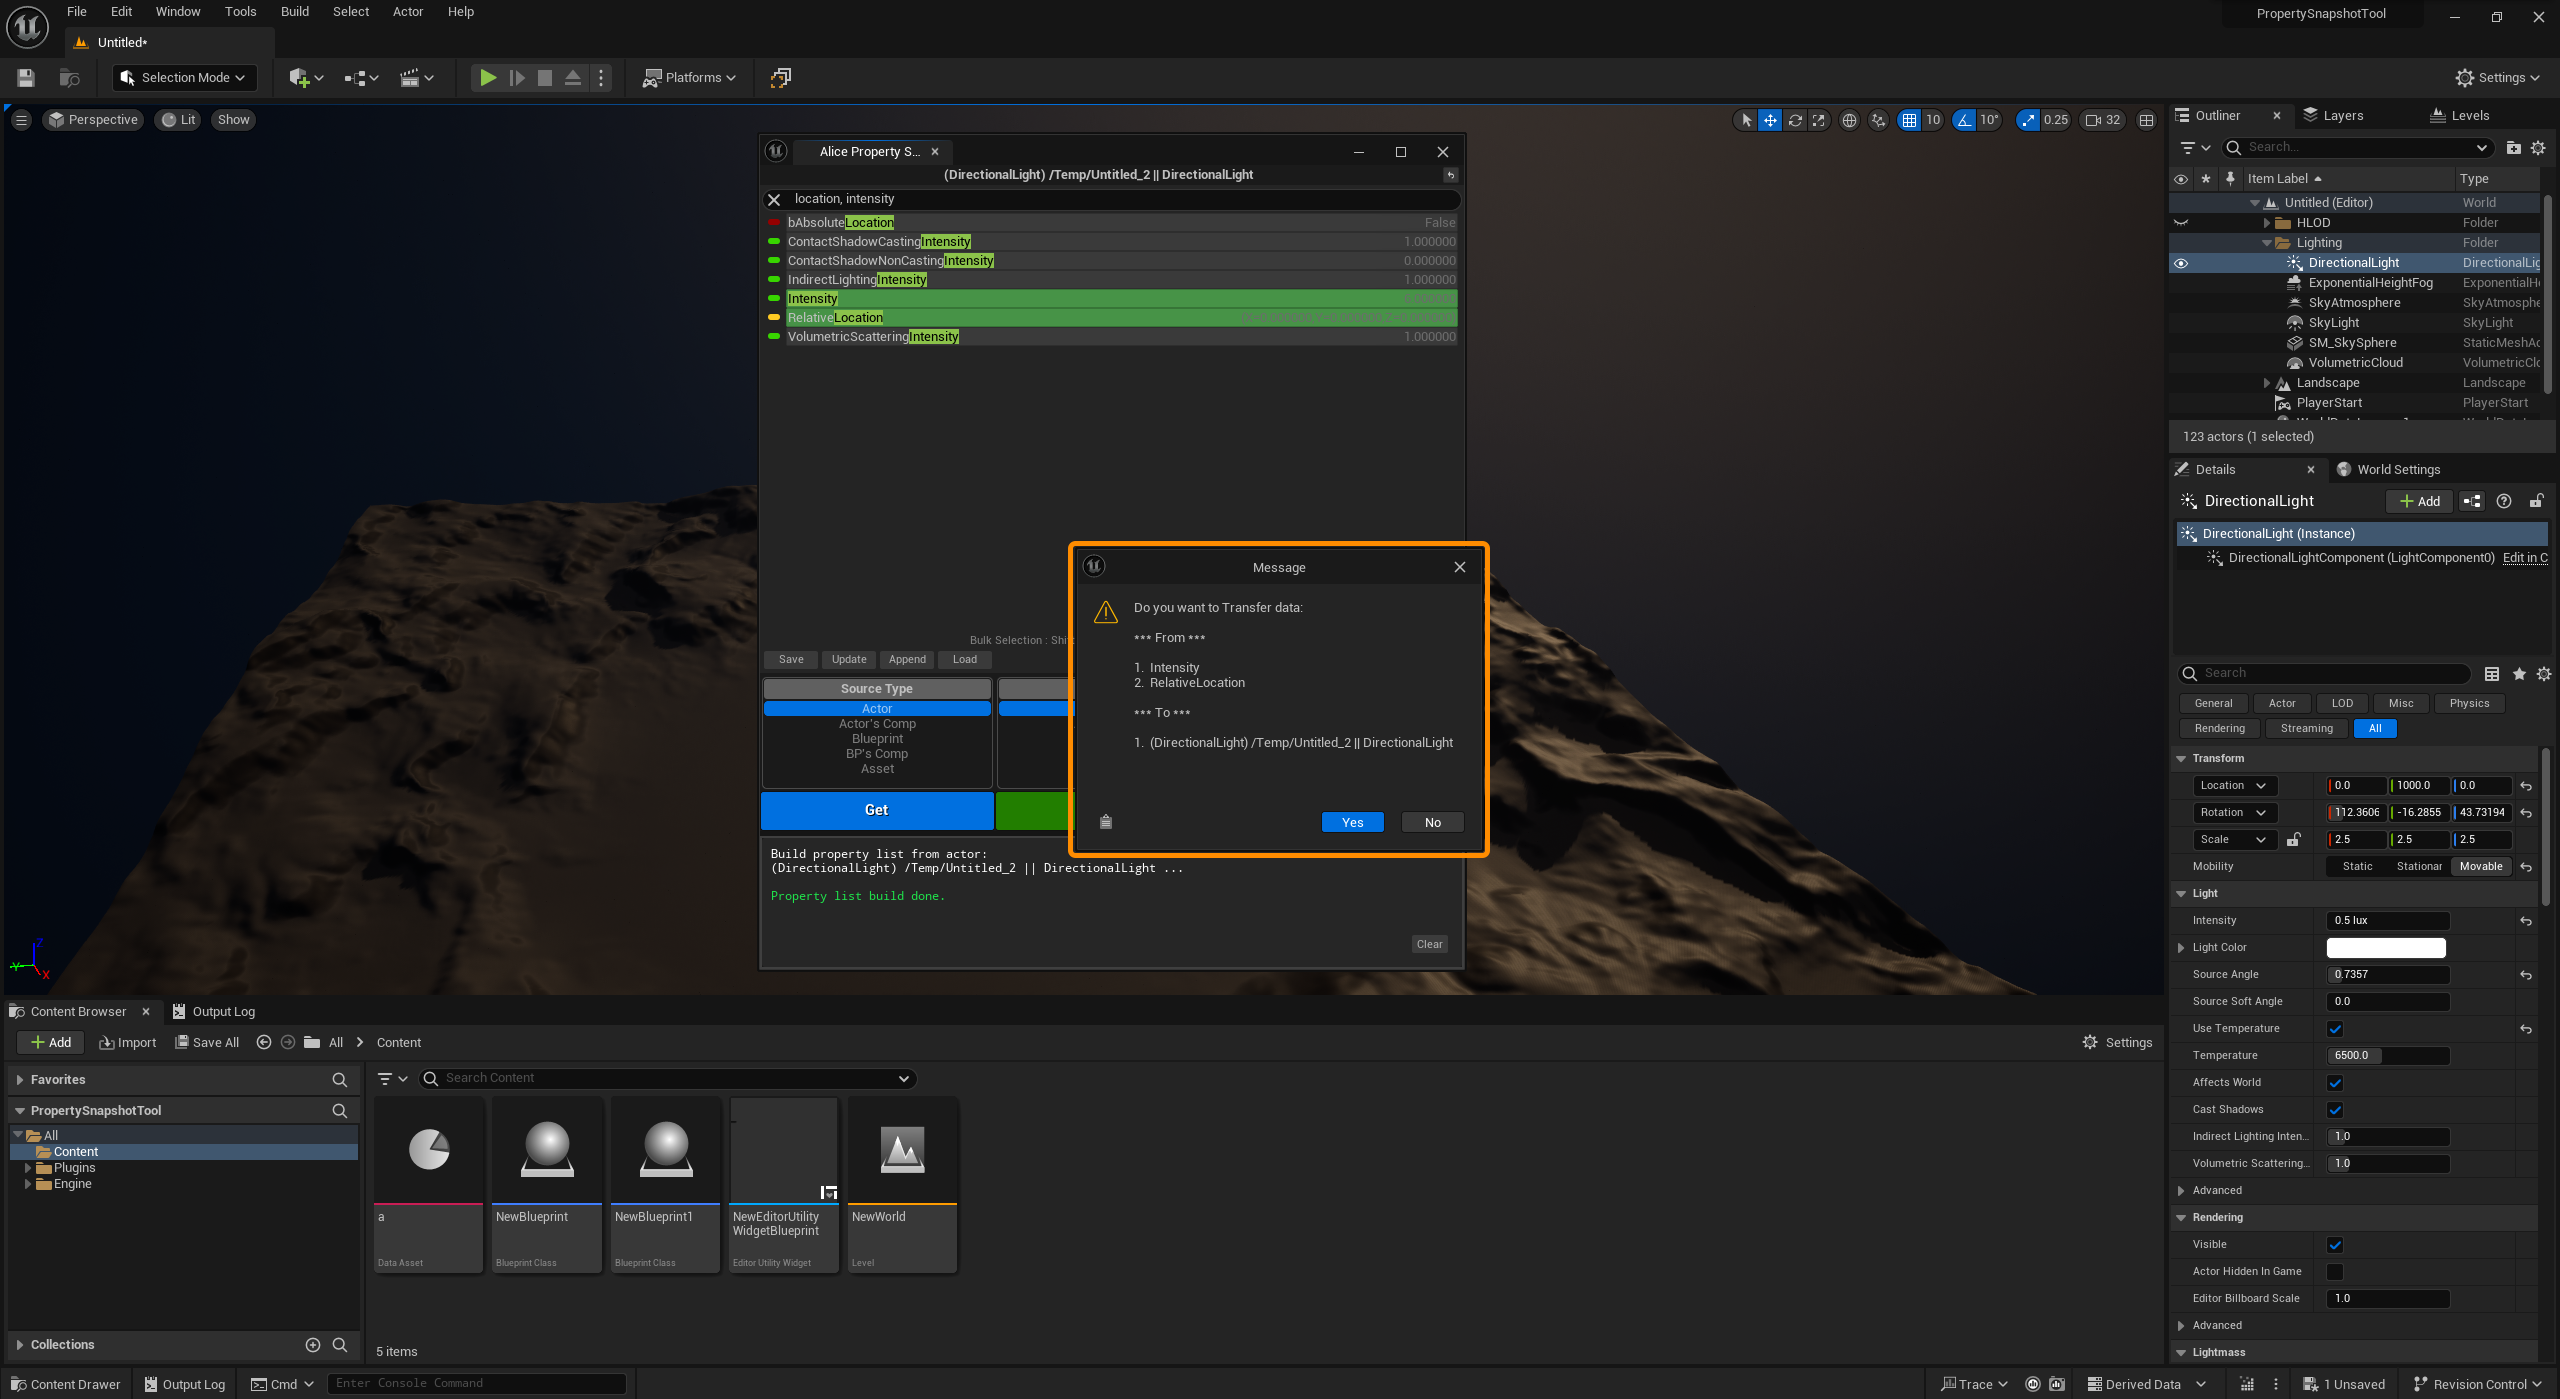 File Edit Window Tools Build Select Actor Help
PropertySnapshotTool
Untitled*
Selection Mode
Platforms
Settings
Perspective Lit Show
10 10° 0.25 32
Alice Property S...
(DirectionalLight) /Temp/Untitled_2 || DirectionalLight
location, intensity
bAbsoluteLocation False
ContactShadowCastingIntensity 1.000000
ContactShadowNonCastingIntensity 0.000000
IndirectLightingIntensity 1.000000
Intensity
RelativeLocation
VolumetricScatteringIntensity 1.000000
Bulk Selection : Shi
Save Update Append Load
Source Type
Actor
Actor's Comp
Blueprint
BP's Comp
Asset
Get
Build property list from actor:
(DirectionalLight) /Temp/Untitled_2 || DirectionalLight ...
Property list build done.
Clear
Message
Do you want to Transfer data:
*** From ***
1. Intensity
2. RelativeLocation
*** To ***
1. (DirectionalLight) /Temp/Untitled_2 || DirectionalLight
Yes No
Z
Y
X
Outliner Layers Levels
Search...
Item Label Type
Untitled (Editor) World
HLOD Folder
Lighting Folder
DirectionalLight DirectionalLig
ExponentialHeightFog ExponentialHe
SkyAtmosphere SkyAtmosphe
SkyLight SkyLight
SM_SkySphere StaticMeshAc
VolumetricCloud VolumetricClo
Landscape Landscape
PlayerStart PlayerStart
123 actors (1 selected)
Details World Settings
DirectionalLight Add
DirectionalLight (Instance)
DirectionalLightComponent (LightComponent0) Edit in C
Search
General Actor LOD Misc Physics
Rendering Streaming All
Transform
Location 0.0 1000.0 0.0
Rotation 112.3606 -16.2855 43.73194
Scale 2.5 2.5 2.5
Mobility Static Stationar Movable
Light
Intensity 0.5 lux
Light Color
Source Angle 0.7357
Source Soft Angle 0.0
Use Temperature
Temperature 6500.0
Affects World
Cast Shadows
Indirect Lighting Inten... 1.0
Volumetric Scattering... 1.0
Advanced
Rendering
Visible
Actor Hidden In Game
Editor Billboard Scale 1.0
Advanced
Lightmass
Content Browser Output Log
Add Import Save All All Content
Settings
Favorites
PropertySnapshotTool
All
Content
Plugins
Engine
Collections
Search Content
a
Data Asset
NewBlueprint
Blueprint Class
NewBlueprint1
Blueprint Class
NewEditorUtility
WidgetBlueprint
Editor Utility Widget
NewWorld
Level
5 items
Content Drawer Output Log Cmd Enter Console Command
Trace Derived Data 1 Unsaved Revision Control